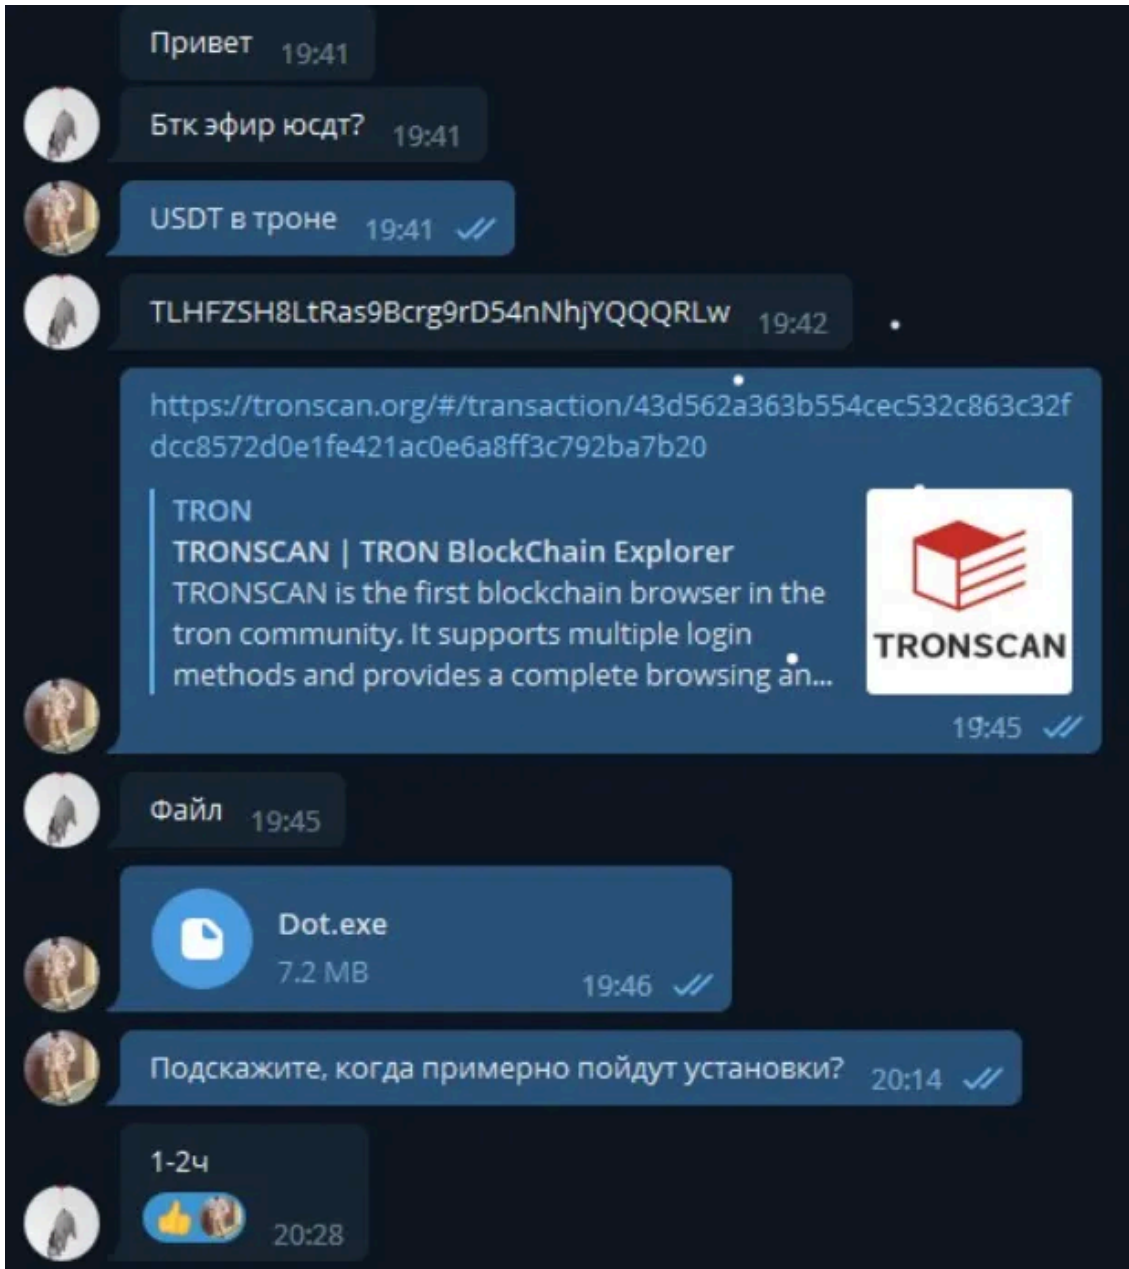 Привет 19:41
Бтк эфир юсдт? 19:41
USDT в троне 19:41
TLHFZSH8LtRas9Bcrg9rD54nNhjYQQQRLw 19:42
https://tronscan.org/#/transaction/43d562a363b554cec532c863c32f
dcc8572d0e1fe421ac0e6a8ff3c792ba7b20
TRON
TRONSCAN | TRON BlockChain Explorer
TRONSCAN is the first blockchain browser in the
tron community. It supports multiple login
methods and provides a complete browsing an...
TRONSCAN
19:45
Файл 19:45
Dot.exe
7.2 MB 19:46
Подскажите, когда примерно пойдут установки? 20:14
1-2ч
20:28